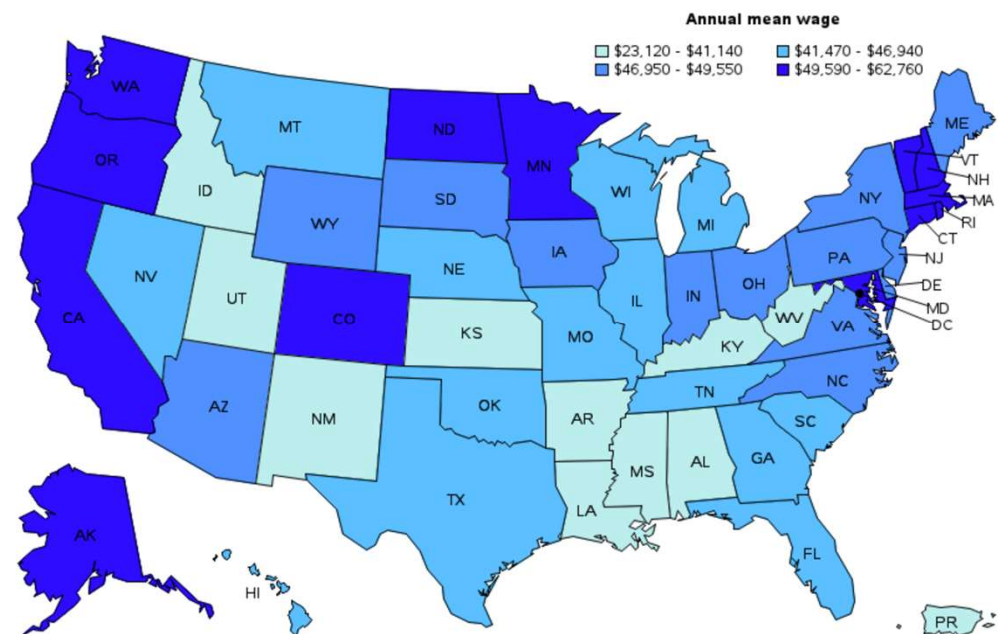 Annual mean wage
$23,120 - $41,140 $41,470 - $46,940
$46,950 - $49,550 $49,590 - $62,760
WA
MT
ND
MN
ME
OR
ID
WI
VT
NH
SD
NY
MA
WY
MI
RI
CT
IA
PA
NJ
NV
NE
OH
UT
IL
IN
DE
CO
WV
MD
CA
KS
MO
VA
DC
KY
AZ
NM
OK
TN
NC
AR
SC
MS
AL
GA
TX
LA
AK
FL
HI
PR